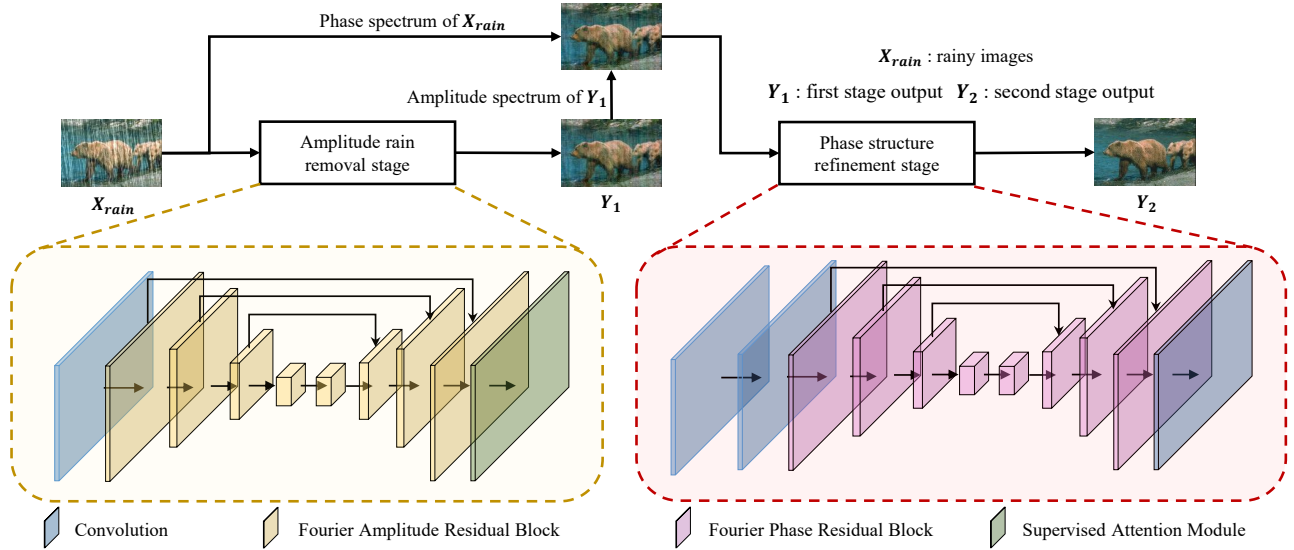 Phase spectrum of X_rain
X_rain : rainy images
Amplitude spectrum of Y_1
Y_1 : first stage output Y_2 : second stage output
Amplitude rain
removal stage
Phase structure
refinement stage
X_rain
Y_1
Y_2
Convolution
Fourier Amplitude Residual Block
Fourier Phase Residual Block
Supervised Attention Module